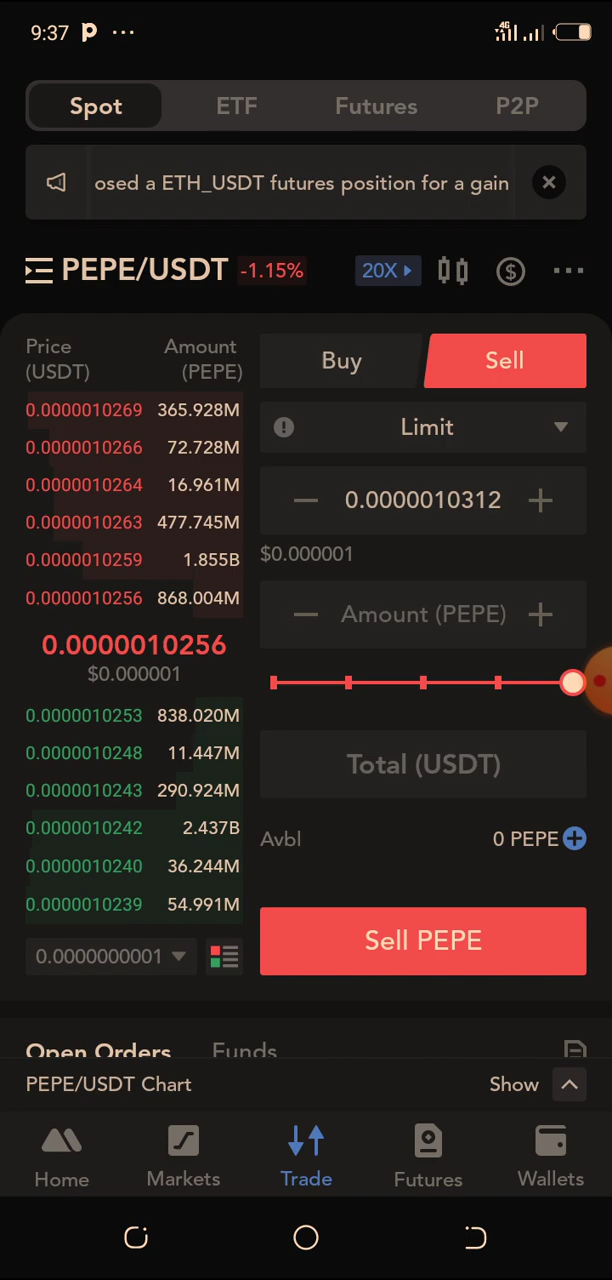 9:37
4G
Spot ETF Futures P2P
osed a ETH_USDT futures position for a gain
PEPE/USDT -1.15% 20X
Price Amount
(USDT) (PEPE)
0.0000010269 365.928M
0.0000010266 72.728M
0.0000010264 16.961M
0.0000010263 477.745M
0.0000010259 1.855B
0.0000010256 868.004M
0.0000010256
$0.000001
0.0000010253 838.020M
0.0000010248 11.447M
0.0000010243 290.924M
0.0000010242 2.437B
0.0000010240 36.244M
0.0000010239 54.991M
0.0000000001
Buy Sell
Limit
0.0000010312
$0.000001
Amount (PEPE)
Total (USDT)
Avbl 0 PEPE
Sell PEPE
Open Orders Funds
PEPE/USDT Chart Show
Home Markets Trade Futures Wallets